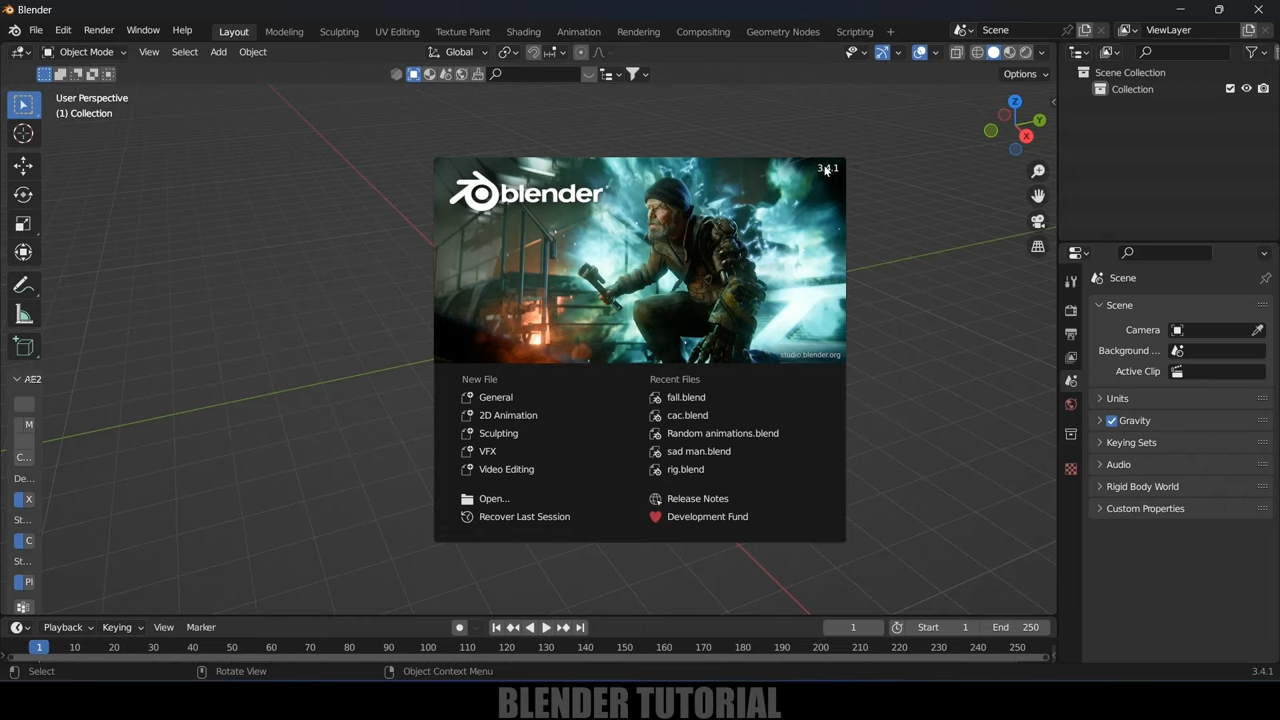 Blender
File Edit Render Window Help Layout Modeling Sculpting UV Editing Texture Paint Shading Animation Rendering Compositing Geometry Nodes Scripting Scene ViewLayer
Object Mode View Select Add Object Global
Options
User Perspective
(1) Collection
Z
Y
X
Scene Collection
Collection
3.4.1
blender
studio.blender.org
New File
General
2D Animation
Sculpting
VFX
Video Editing
Open...
Recover Last Session
Recent Files
fall.blend
cac.blend
Random animations.blend
sad man.blend
rig.blend
Release Notes
Development Fund
AE2
M
C...
De...
X
St...
C
St...
Pl
Scene
Scene
Camera
Background ...
Active Clip
Units
Gravity
Keying Sets
Audio
Rigid Body World
Custom Properties
Playback Keying View Marker 1 Start 1 End 250
1 10 20 30 40 50 60 70 80 90 100 110 120 130 140 150 160 170 180 190 200 210 220 230 240 250
Select Rotate View Object Context Menu 3.4.1
BLENDER TUTORIAL